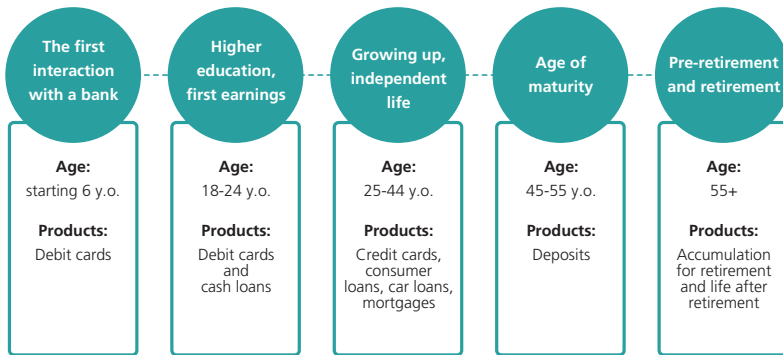 The first
interaction
with a bank
Higher
education,
first earnings
Growing up,
independent
life
Age of
maturity
Pre-retirement
and retirement
Age:
starting 6 y.o.
Products:
Debit cards
Age:
18-24 y.o.
Products:
Debit cards
and
cash loans
Age:
25-44 y.o.
Products:
Credit cards,
consumer
loans, car loans,
mortgages
Age:
45-55 y.o.
Products:
Deposits
Age:
55+
Products:
Accumulation
for retirement
and life after
retirement